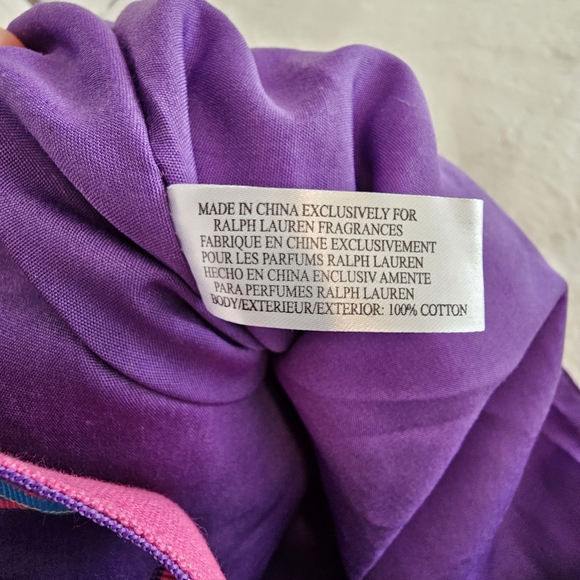 MADE IN CHINA EXCLUSIVELY FOR
RALPH LAUREN FRAGRANCES
FABRIQUE EN CHINE EXCLUSIVEMENT
POUR LES PARFUMS RALPH LAUREN
HECHO EN CHINA EXCLUSIV AMENTE
PARA PERFUMES RALPH LAUREN
BODY/EXTERIEUR/EXTERIOR: 100% COTTON